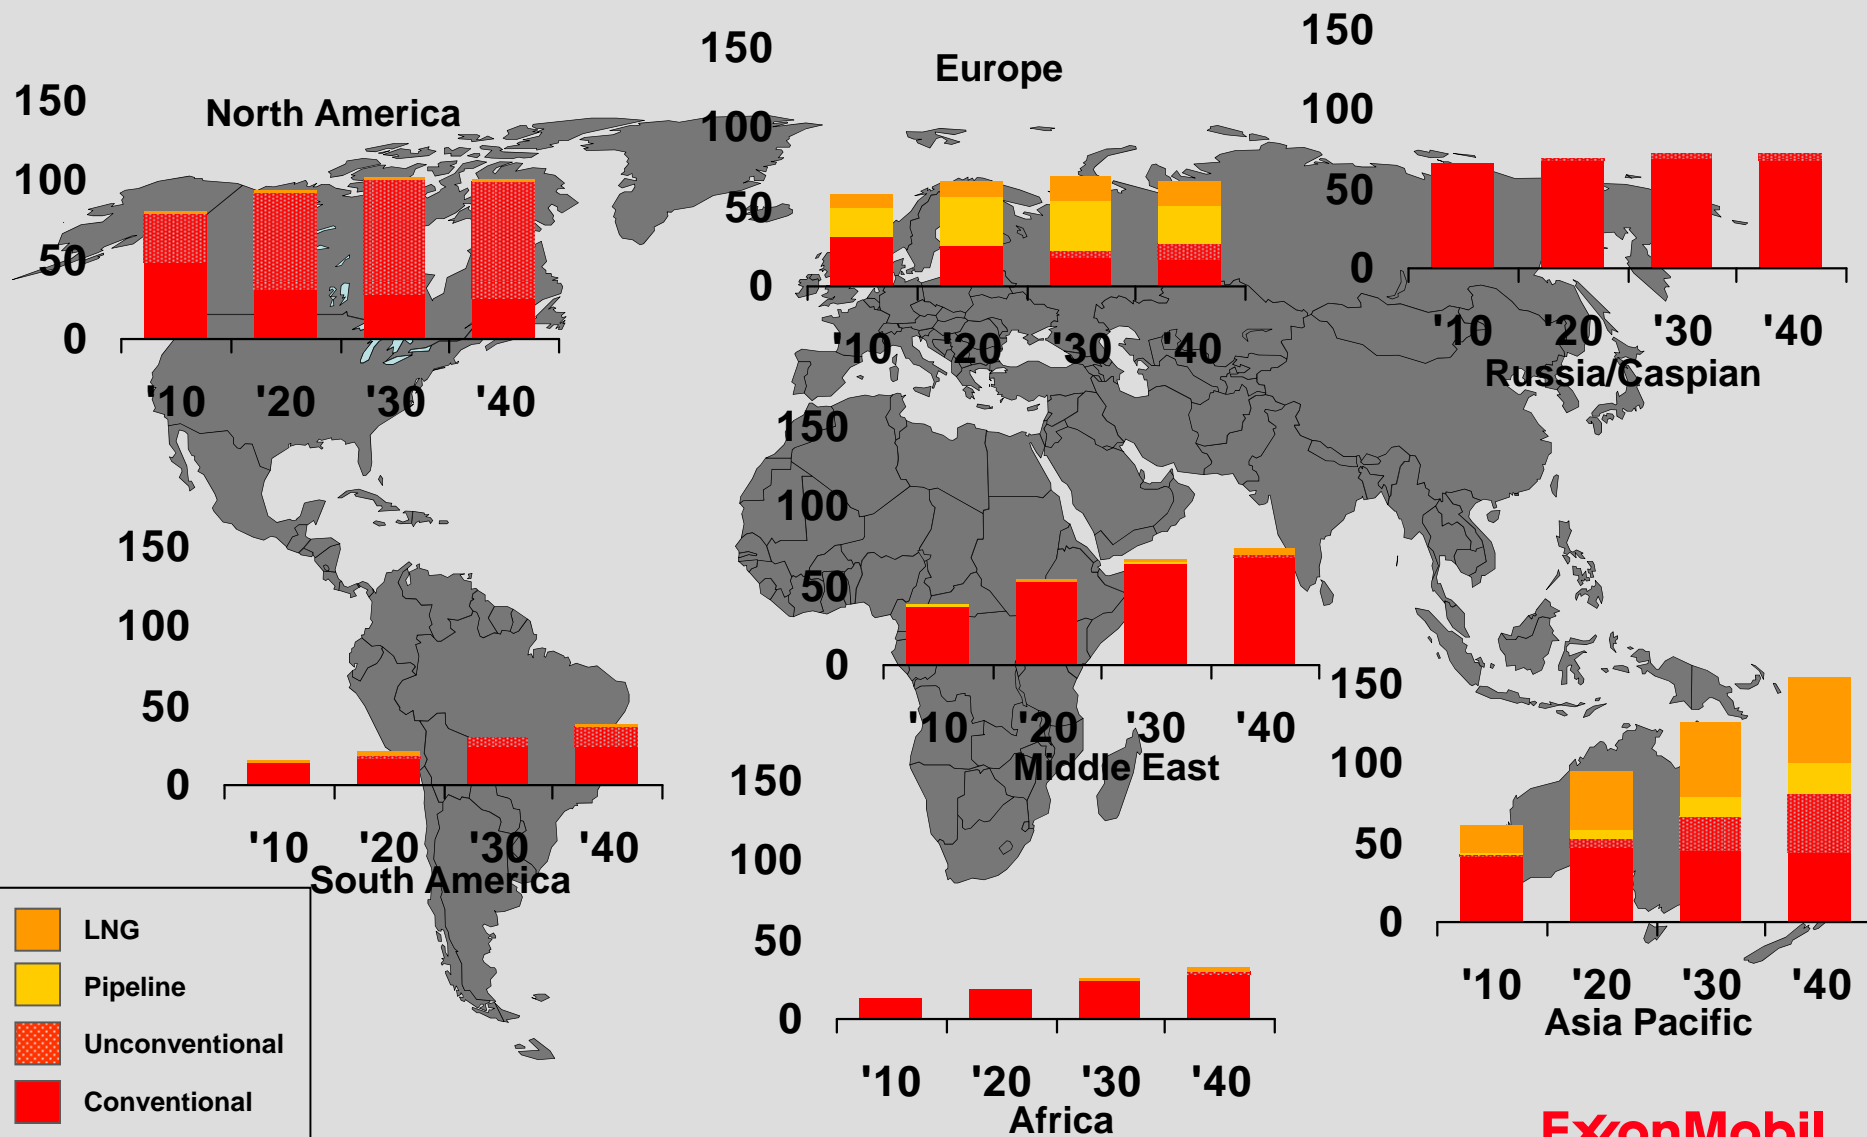 North America
150
100
50
0
'10 '20 '30 '40
Europe
150
100
50
0
'10 '20 '30 '40
150
100
50
0
'10 '20 '30 '40
Russia/Caspian
150
100
50
0
'10 '20 '30 '40
Middle East
150
100
50
0
'10 '20 '30 '40
South America
150
100
50
0
'10 '20 '30 '40
Africa
150
100
50
0
'10 '20 '30 '40
Asia Pacific
LNG
Pipeline
Unconventional
Conventional
ExxonMobil